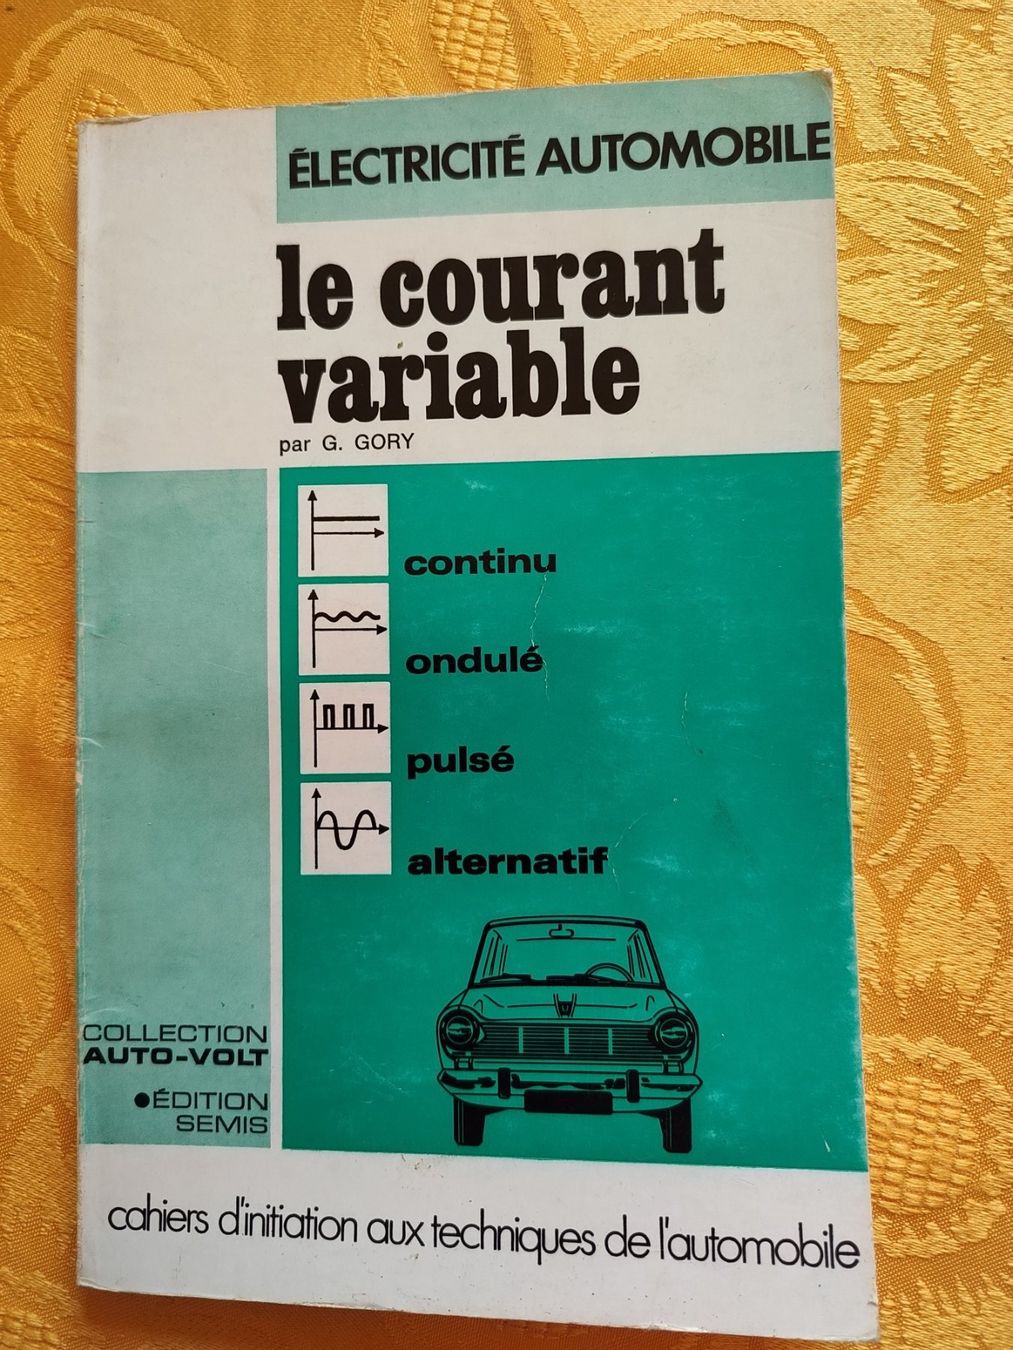 ÉLECTRICITÉ AUTOMOBILE
le courant
variable
par G. GORY
continu
ondulé
pulsé
alternatif
COLLECTION
AUTO-VOLT
●ÉDITION
SEMIS
cahiers d'initiation aux techniques de l'automobile